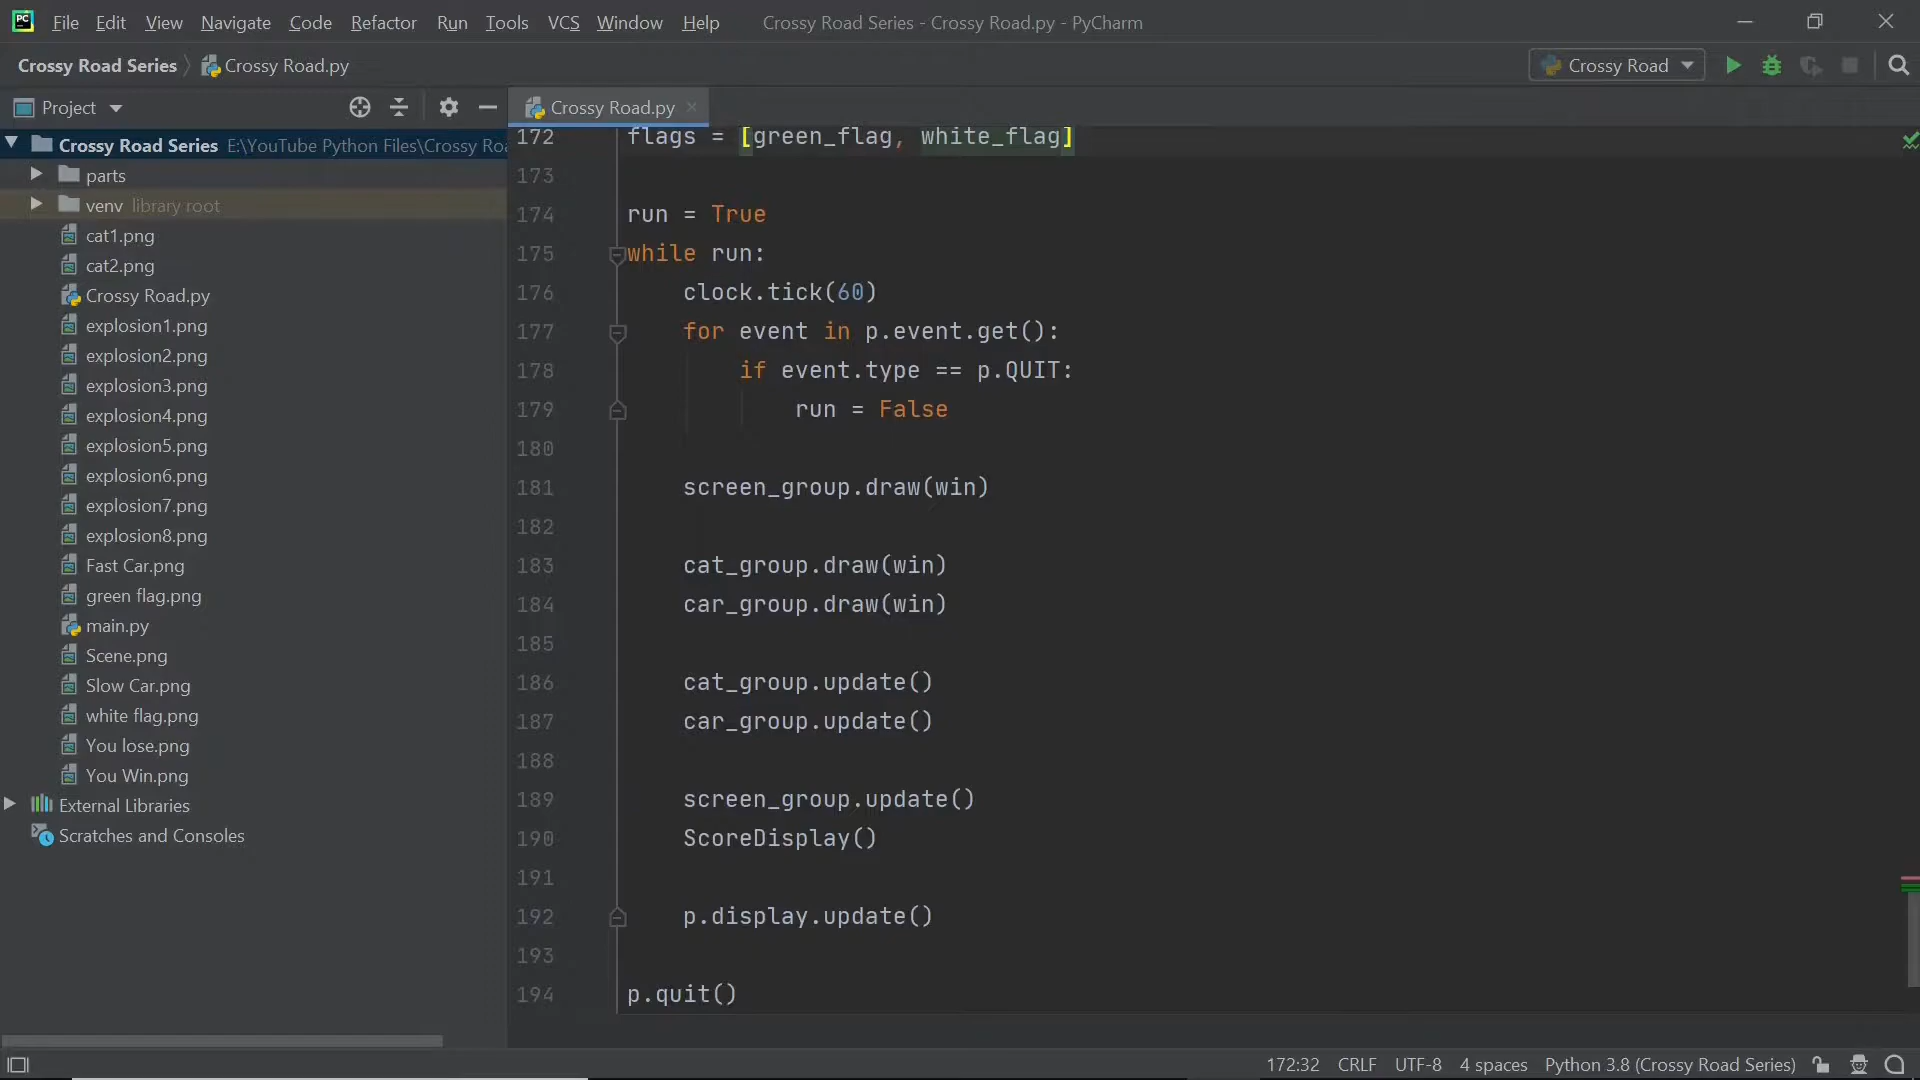 PC File Edit View Navigate Code Refactor Run Tools VCS Window Help Crossy Road Series - Crossy Road.py - PyCharm
Crossy Road Series Crossy Road.py Crossy Road
Project Crossy Road.py
Crossy Road Series E:\YouTube Python Files\Crossy Roa
parts
venv library root
cat1.png
cat2.png
Crossy Road.py
explosion1.png
explosion2.png
explosion3.png
explosion4.png
explosion5.png
explosion6.png
explosion7.png
explosion8.png
Fast Car.png
green flag.png
main.py
Scene.png
Slow Car.png
white flag.png
You lose.png
You Win.png
External Libraries
Scratches and Consoles
172 flags = [green_flag, white_flag]
173
174 run = True
175 while run:
176 clock.tick(60)
177 for event in p.event.get():
178 if event.type == p.QUIT:
179 run = False
180
181 screen_group.draw(win)
182
183 cat_group.draw(win)
184 car_group.draw(win)
185
186 cat_group.update()
187 car_group.update()
188
189 screen_group.update()
190 ScoreDisplay()
191
192 p.display.update()
193
194 p.quit()
172:32 CRLF UTF-8 4 spaces Python 3.8 (Crossy Road Series)